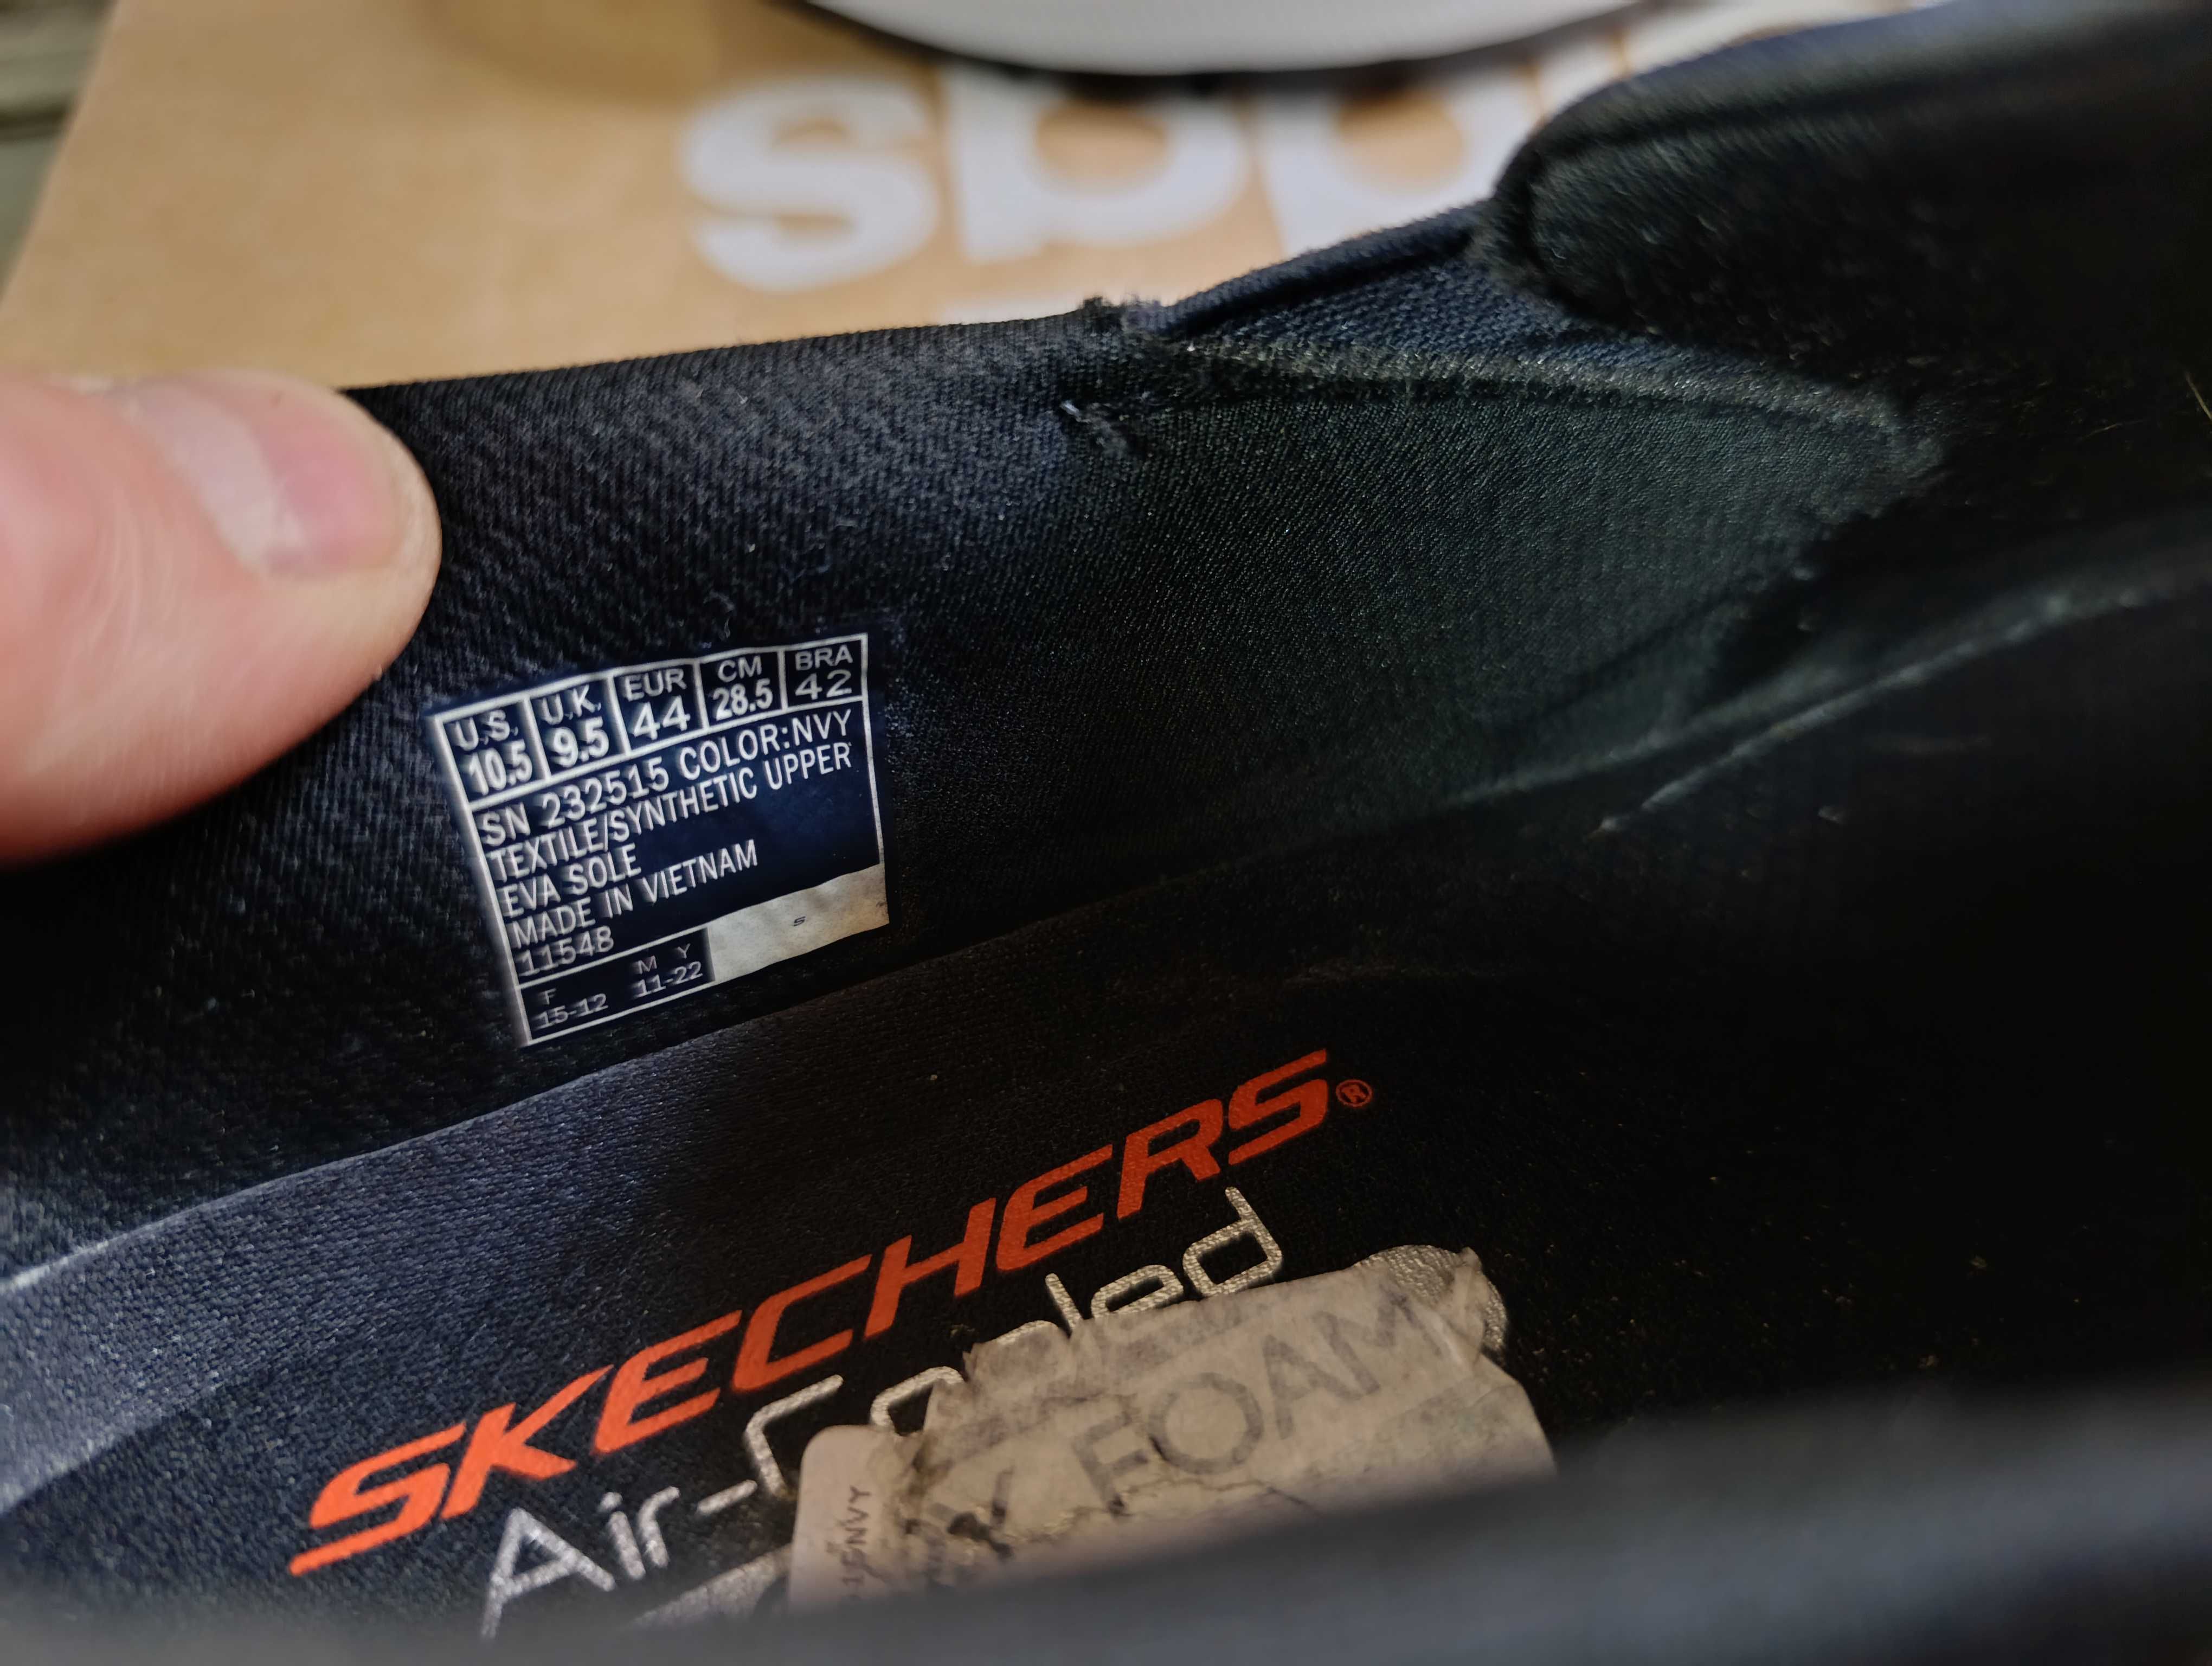 U.S. U.K. EUR CM BRA
10.5 9.5 44 28.5 42
SN 232515 COLOR:NVY
TEXTILE/SYNTHETIC UPPER
EVA SOLE
MADE IN VIETNAM
11548
F M Y
15-12 11-22
S
SKECHERS®
Air-Cooled
FOAM
NVY